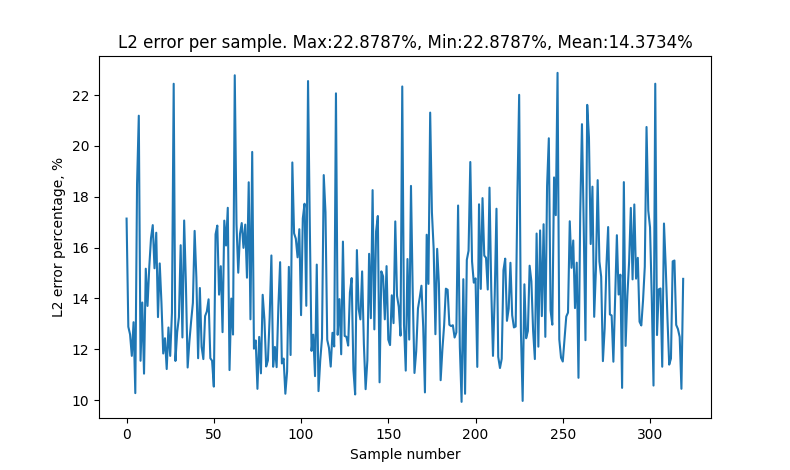 L2 error per sample. Max:22.8787%, Min:22.8787%, Mean:14.3734%
L2 error percentage, %
22
20
18
16
14
12
10
0 50 100 150 200 250 300
Sample number